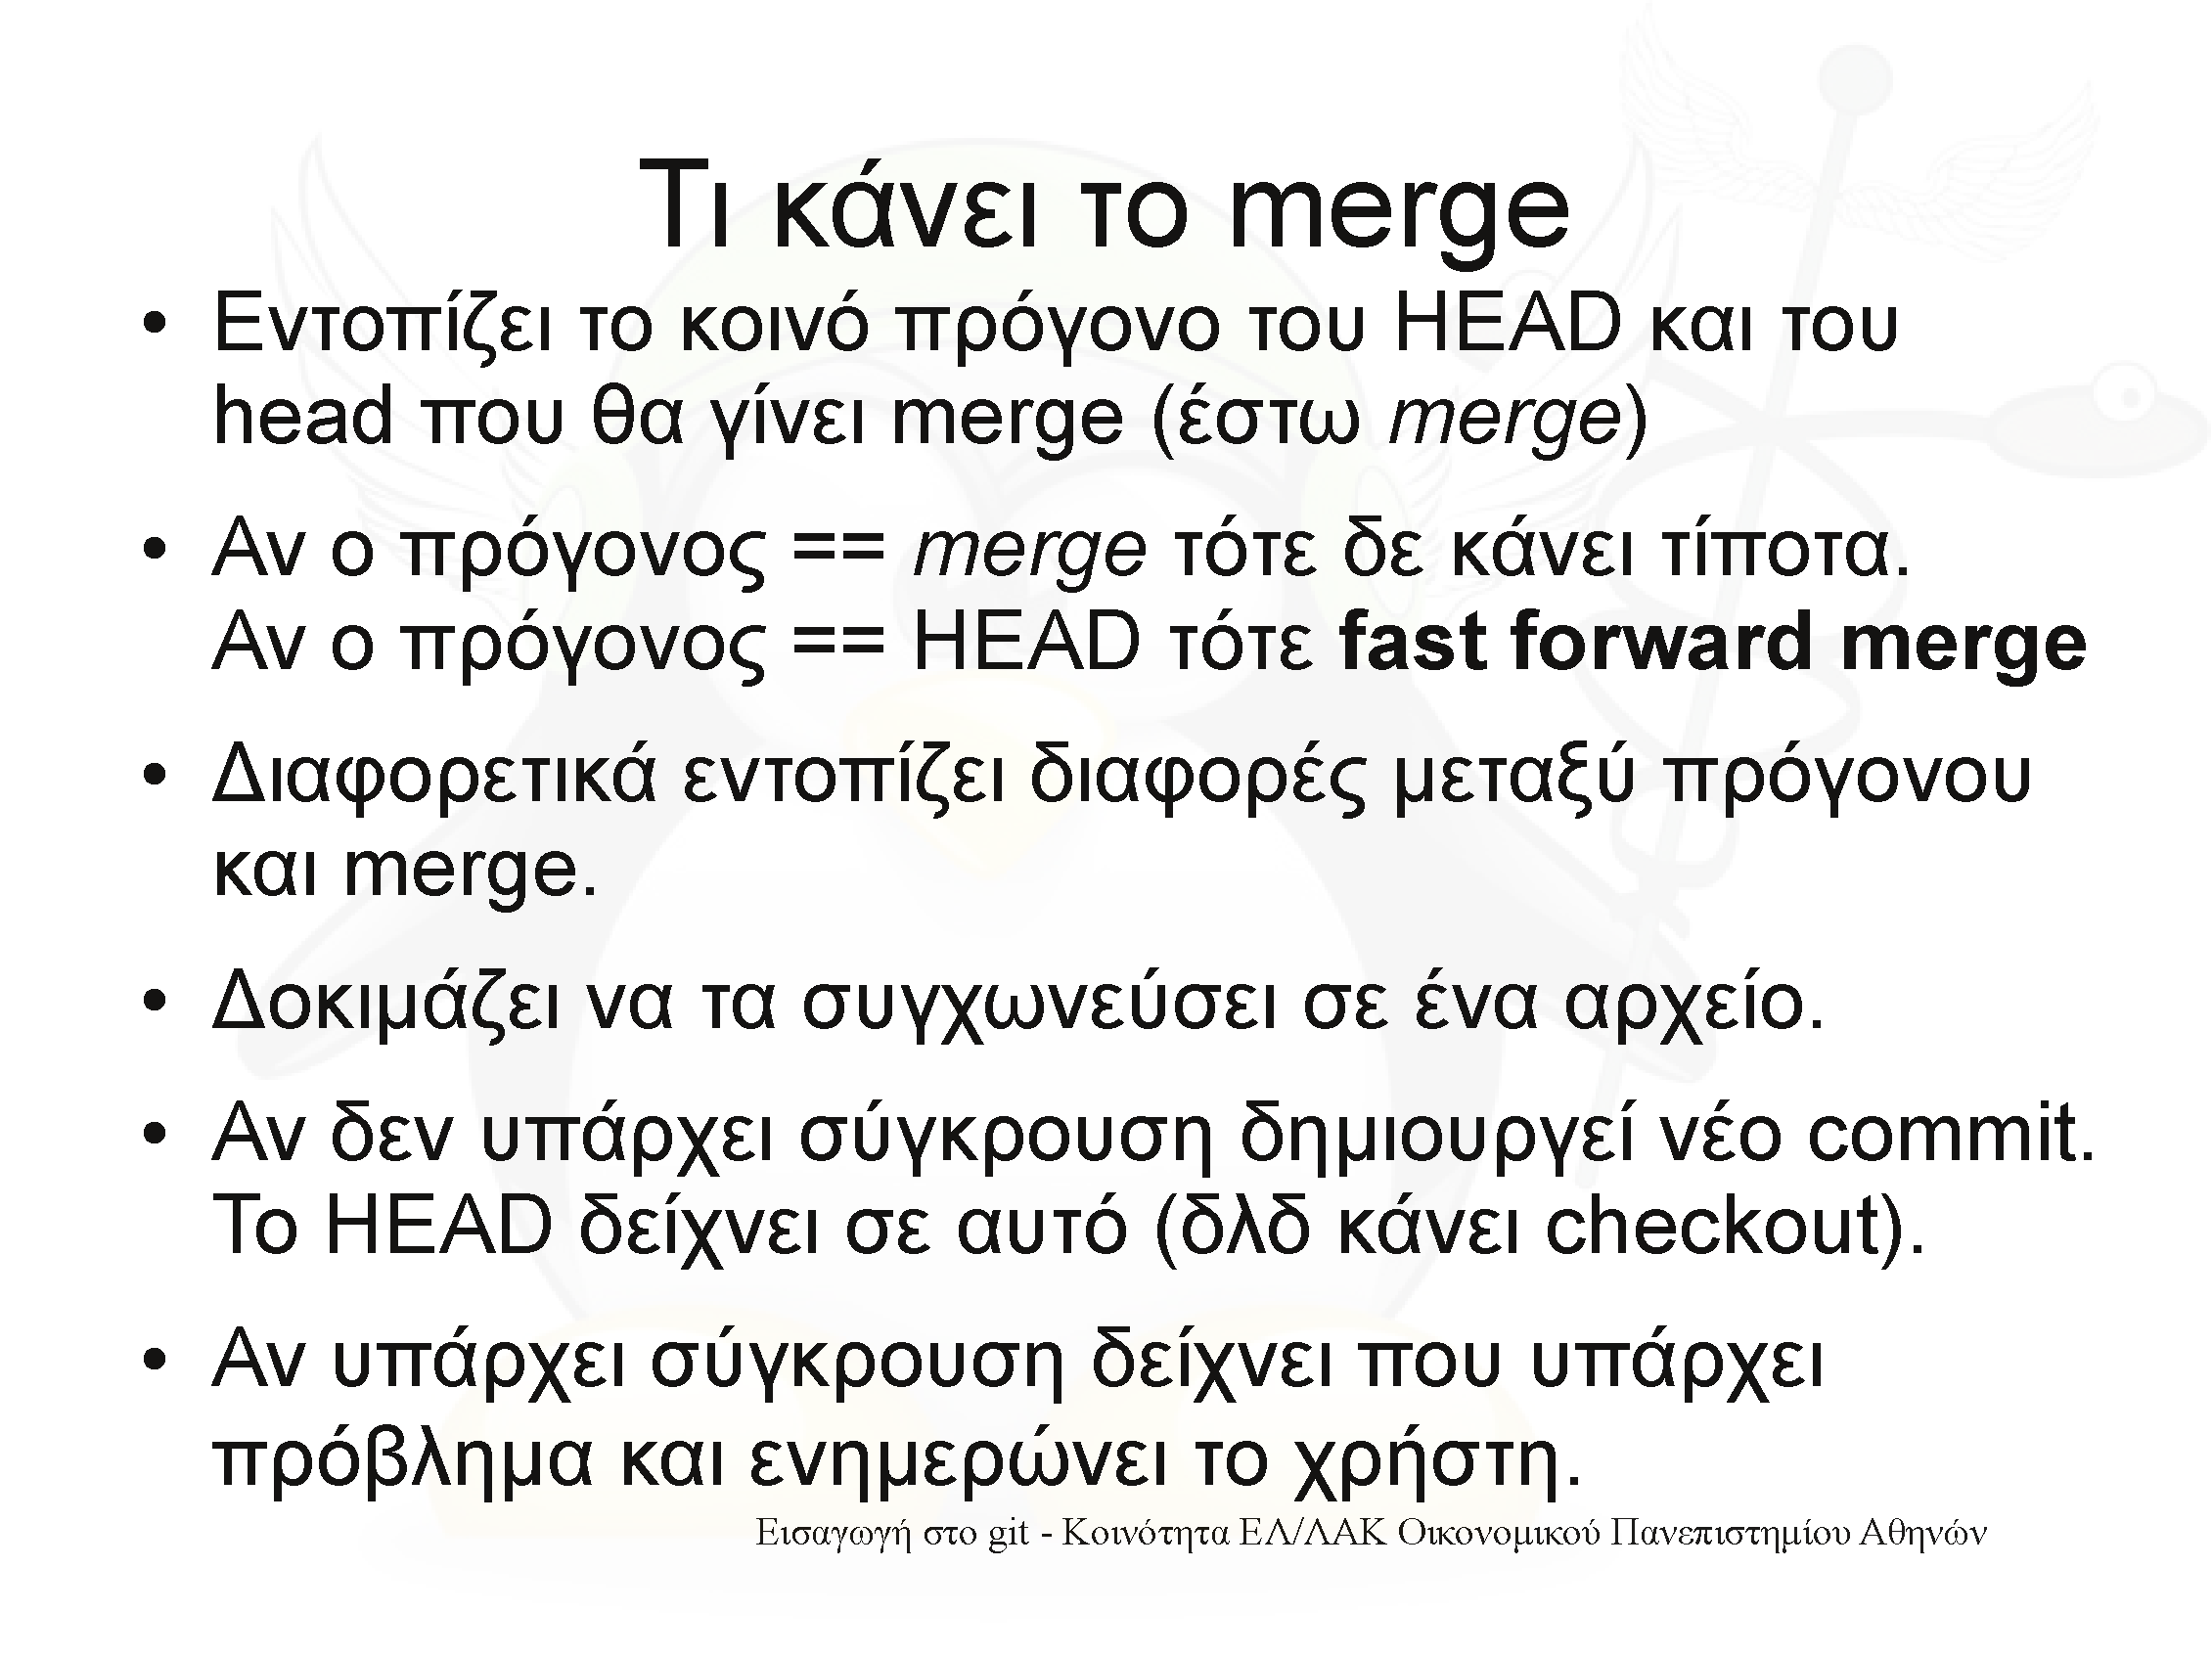 Τι κάνει το merge
• Εντοπίζει το κοινό πρόγονο του HEAD και του
head που θα γίνει merge (έστω merge)
• Αν ο πρόγονος == merge τότε δε κάνει τίποτα.
Αν ο πρόγονος == HEAD τότε fast forward merge
• Διαφορετικά εντοπίζει διαφορές μεταξύ πρόγονου
και merge.
• Δοκιμάζει να τα συγχωνεύσει σε ένα αρχείο.
• Αν δεν υπάρχει σύγκρουση δημιουργεί νέο commit.
Το HEAD δείχνει σε αυτό (δλδ κάνει checkout).
• Αν υπάρχει σύγκρουση δείχνει που υπάρχει
πρόβλημα και ενημερώνει το χρήστη.
Εισαγωγή στο git - Κοινότητα ΕΛ/ΛΑΚ Οικονομικού Πανεπιστημίου Αθηνών